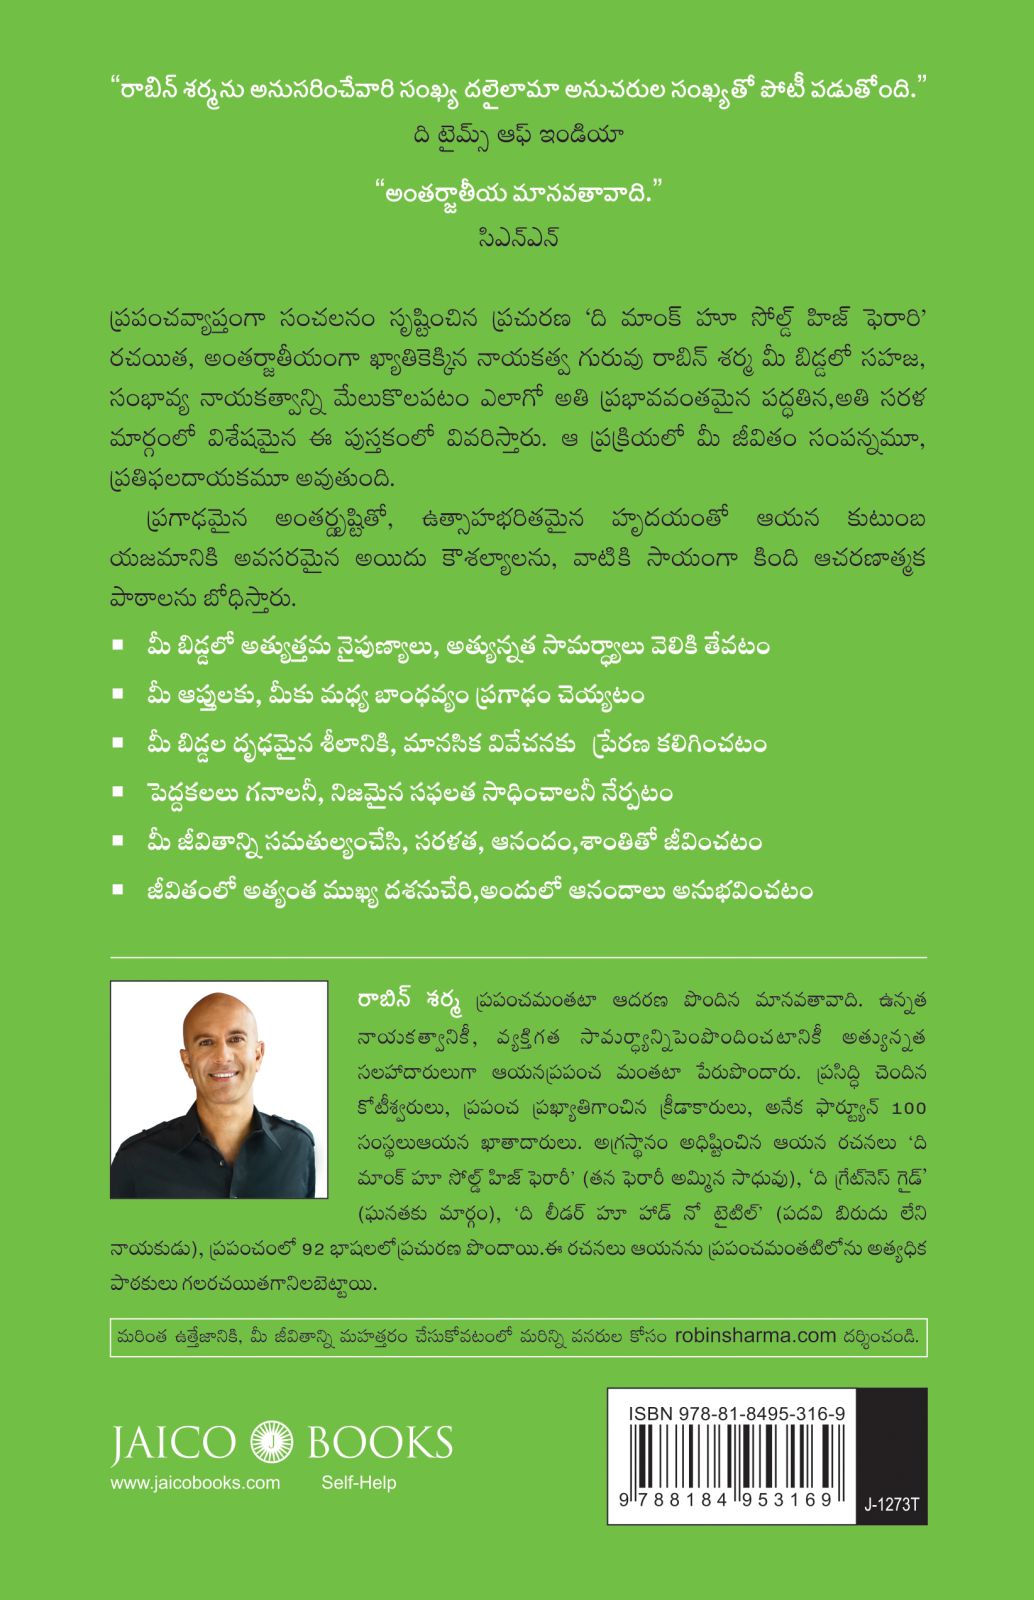 “రాబిన్ శర్మను అనుసరించేవారి సంఖ్య దలైలామా అనుచరుల సంఖ్యతో పోటీ పడుతోంది.”
ది టైమ్స్ ఆఫ్ ఇండియా
“అంతర్జాతీయ మానవతావాది.”
సిఎన్ఎన్
ప్రపంచవ్యాప్తంగా సంచలనం సృష్టించిన ప్రచురణ ‘ది మాంక్ హూ సోల్డ్ హిజ్ ఫెరారి’
రచయిత, అంతర్జాతీయంగా ఖ్యాతికెక్కిన నాయకత్వ గురువు రాబిన్ శర్మ మీ బిడ్డలో సహజ,
సంభావ్య నాయకత్వాన్ని మేలుకొలపటం ఎలాగో అతి ప్రభావవంతమైన పద్ధతిన,అతి సరళ
మార్గంలో విశేషమైన ఈ పుస్తకంలో వివరిస్తారు. ఆ ప్రక్రియలో మీ జీవితం సంపన్నమూ,
ప్రతిఫలదాయకమూ అవుతుంది.
ప్రగాఢమైన అంతర్దృష్టితో, ఉత్సాహభరితమైన హృదయంతో ఆయన కుటుంబ
యజమానికి అవసరమైన అయిదు కౌశల్యాలను, వాటికి సాయంగా కింది ఆచరణాత్మక
పాఠాలను బోధిస్తారు.
▪ మీ బిడ్డలో అత్యుత్తమ నైపుణ్యాలు, అత్యున్నత సామర్థ్యాలు వెలికి తేవటం
▪ మీ ఆప్తులకు, మీకు మధ్య బాంధవ్యం ప్రగాఢం చెయ్యటం
▪ మీ బిడ్డల దృఢమైన శీలానికి, మానసిక వివేచనకు ప్రేరణ కలిగించటం
▪ పెద్దకలలు గనాలనీ, నిజమైన సఫలత సాధించాలనీ నేర్పటం
▪ మీ జీవితాన్ని సమతుల్యంచేసి, సరళత, ఆనందం,శాంతితో జీవించటం
▪ జీవితంలో అత్యంత ముఖ్య దశనుచేరి,అందులో ఆనందాలు అనుభవించటం
రాబిన్ శర్మ ప్రపంచమంతటా ఆదరణ పొందిన మానవతావాది. ఉన్నత
నాయకత్వానికీ, వ్యక్తిగత సామర్థ్యాన్నిపెంపొందించటానికీ అత్యున్నత
సలహాదారులుగా ఆయనప్రపంచ మంతటా పేరుపొందారు. ప్రసిద్ధి చెందిన
కోటీశ్వరులు, ప్రపంచ ప్రఖ్యాతిగాంచిన క్రీడాకారులు, అనేక ఫార్ట్యూన్ 100
సంస్థలుఆయన ఖాతాదారులు. అగ్రస్థానం అధిష్టించిన ఆయన రచనలు ‘ది
మాంక్ హూ సోల్డ్ హిజ్ ఫెరారీ’ (తన ఫెరారీ అమ్మిన సాధువు), ‘ది గ్రేట్‌నెస్ గైడ్’
(ఘనతకు మార్గం), ‘ది లీడర్ హూ హాడ్ నో టైటిల్’ (పదవి బిరుదు లేని
నాయకుడు), ప్రపంచంలో 92 భాషలలోప్రచురణ పొందాయి.ఈ రచనలు ఆయనను ప్రపంచమంతటిలోను అత్యధిక
పాఠకులు గలరచయితగానిలబెట్టాయి.
మరింత ఉత్తేజానికి, మీ జీవితాన్ని మహత్తరం చేసుకోవటంలో మరిన్ని వనరుల కోసం robinsharma.com దర్శించండి.
JAICO J BOOKS
www.jaicobooks.com Self-Help
ISBN 978-81-8495-316-9
9 788184 953169
J-1273T